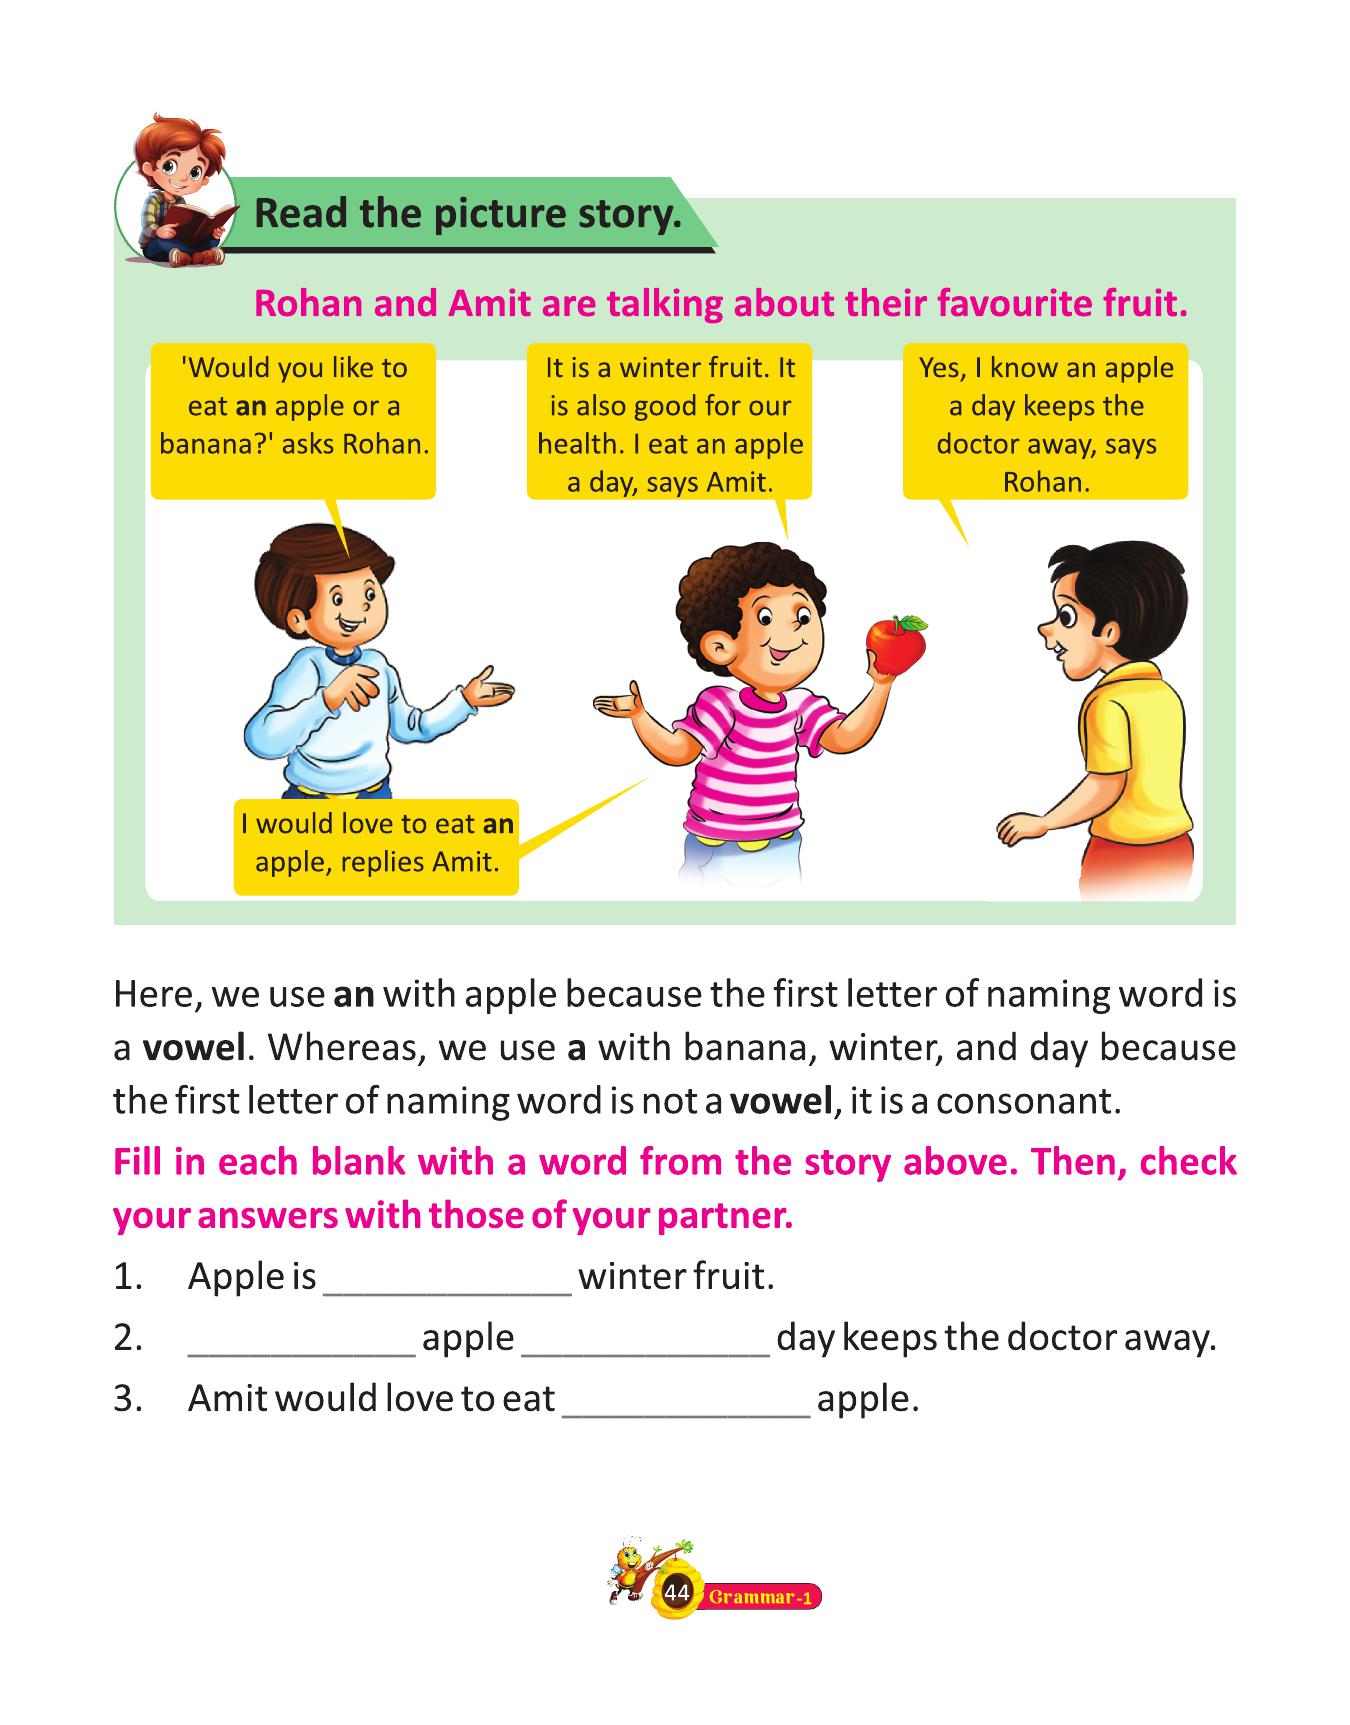 Read the picture story.
Rohan and Amit are talking about their favourite fruit.
'Would you like to
eat an apple or a
banana?' asks Rohan.
It is a winter fruit. It
is also good for our
health. I eat an apple
a day, says Amit.
Yes, I know an apple
a day keeps the
doctor away, says
Rohan.
I would love to eat an
apple, replies Amit.
Here, we use an with apple because the first letter of naming word is
a vowel. Whereas, we use a with banana, winter, and day because
the first letter of naming word is not a vowel, it is a consonant.
Fill in each blank with a word from the story above. Then, check
your answers with those of your partner.
1. Apple is ____________ winter fruit.
2. ___________ apple ____________ day keeps the doctor away.
3. Amit would love to eat ____________ apple.
44 Grammar-1